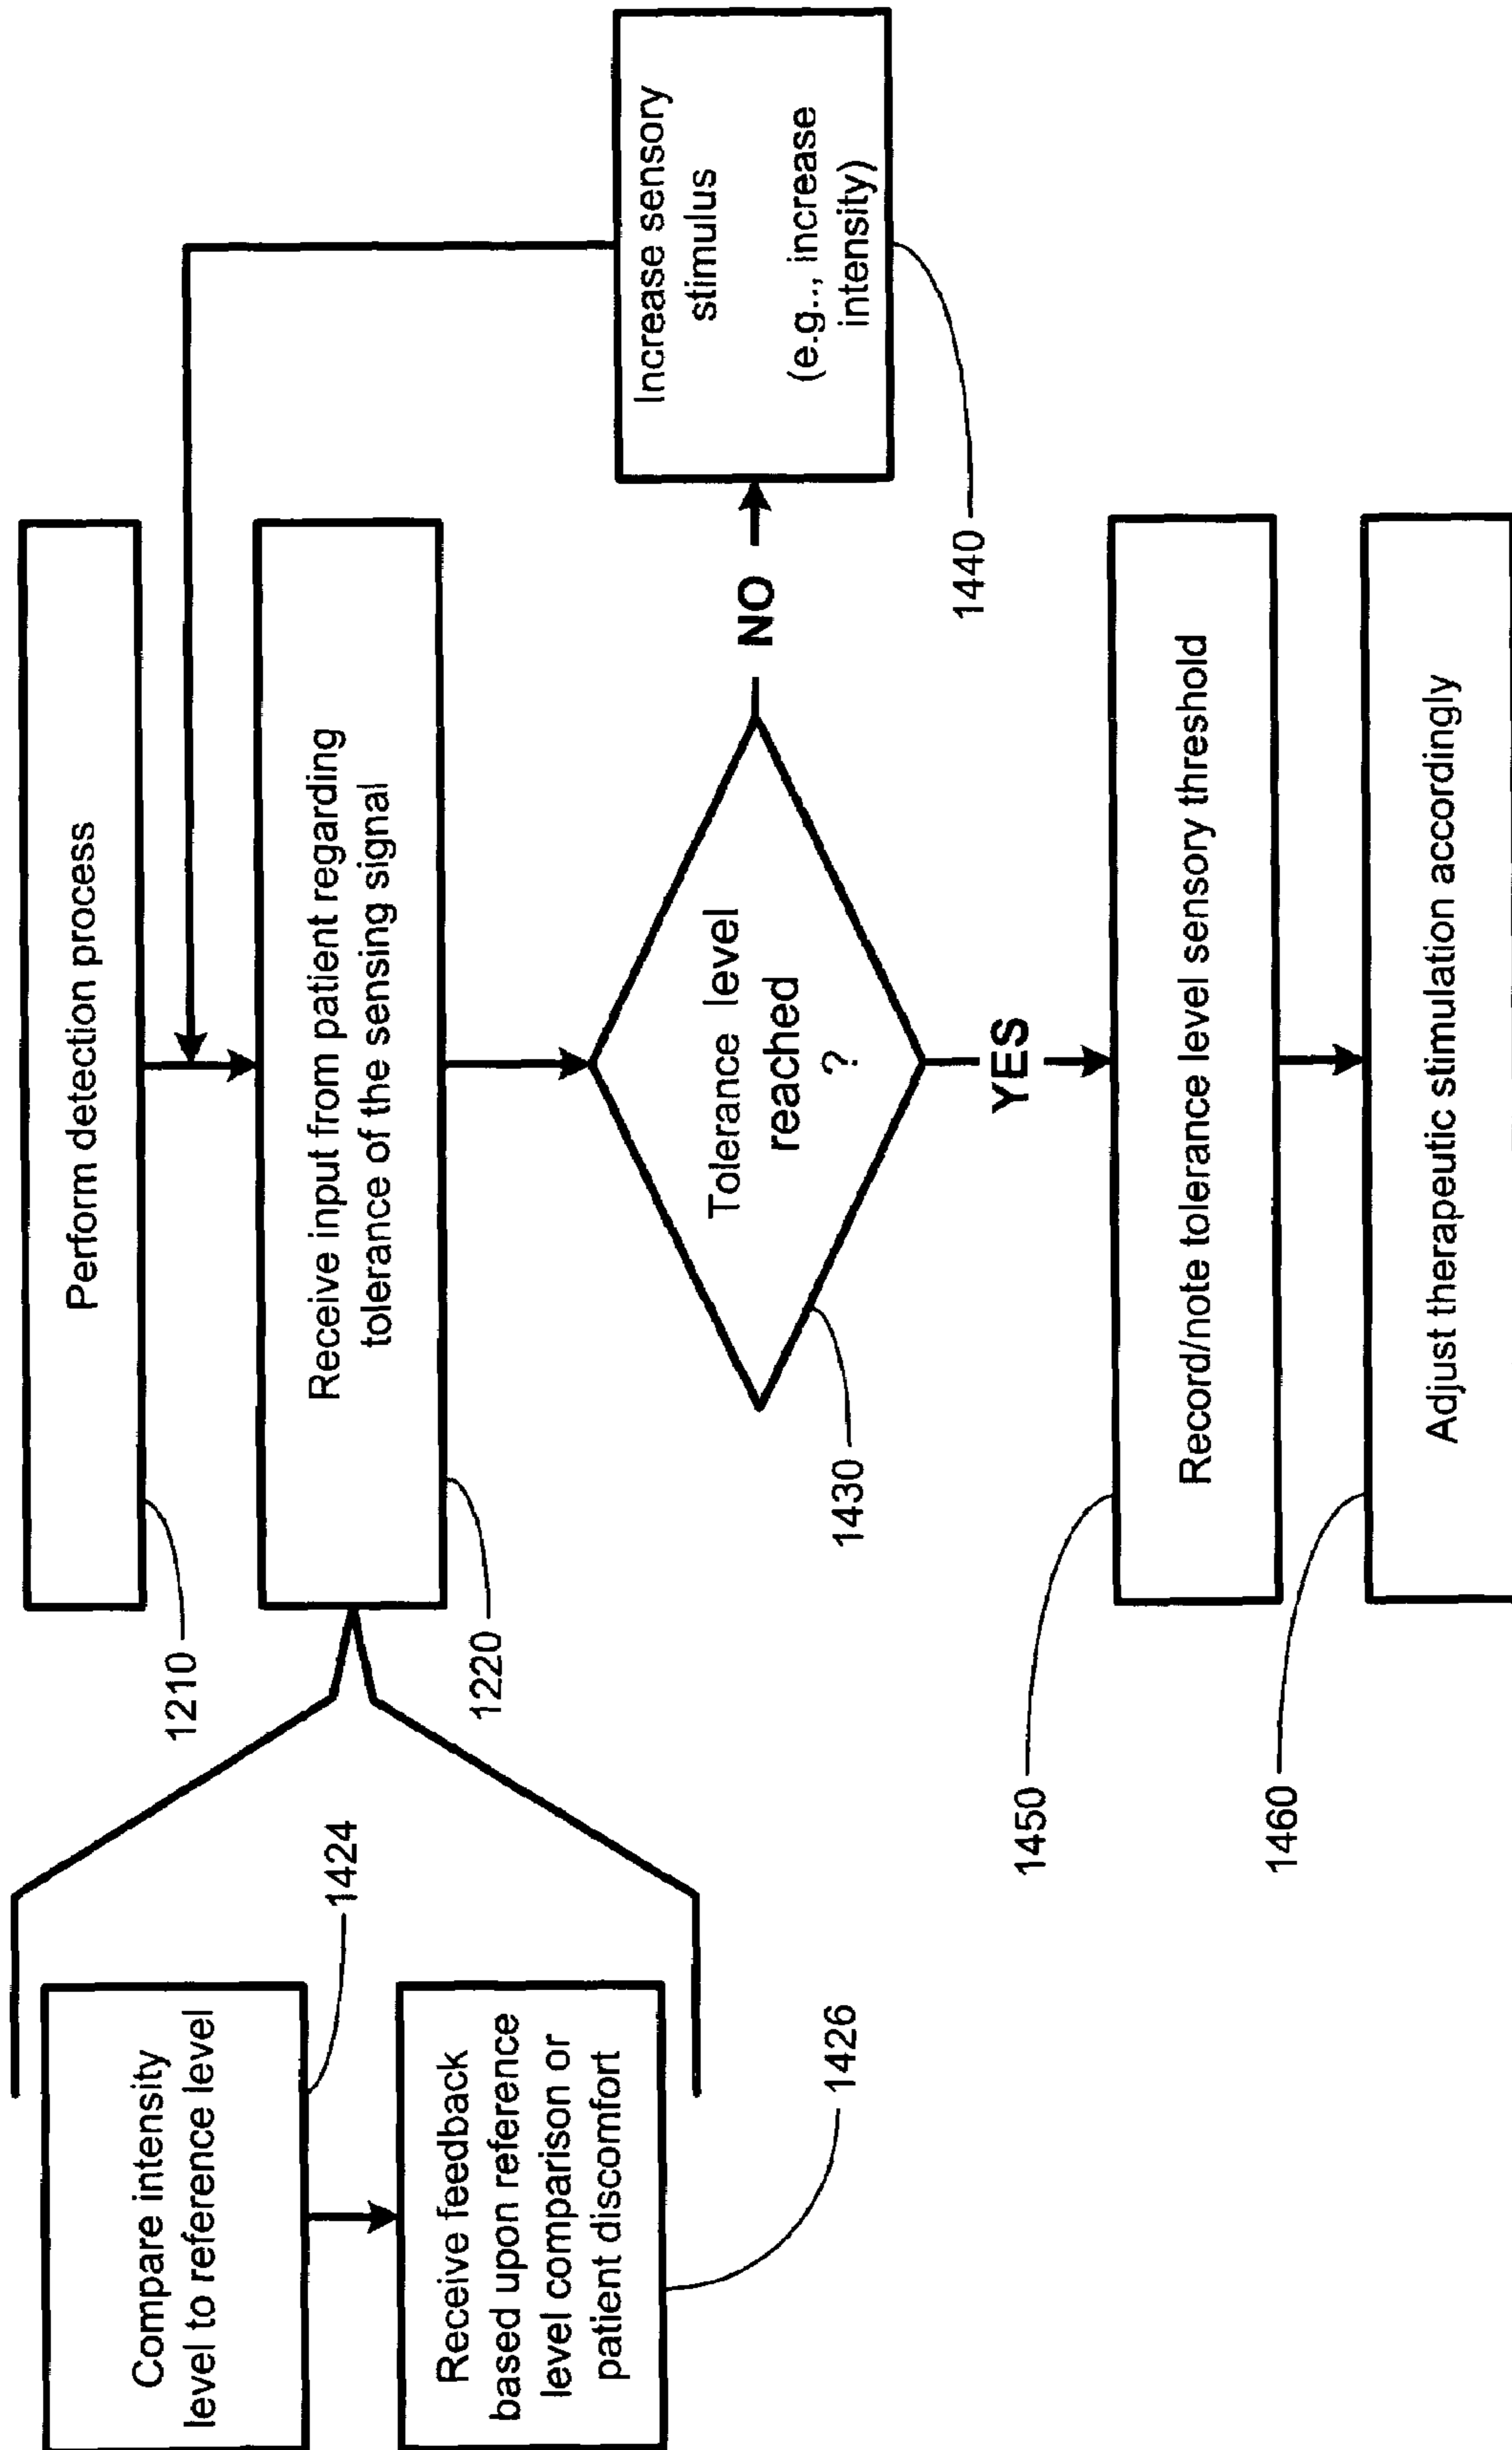 Perform detection process
1210
Receive input from patient regarding
tolerance of the sensing signal
1220
Compare intensity
level to reference level
1424
Receive feedback
based upon reference
level comparison or
patient discomfort
1426
Tolerance level
reached
?
1430
NO
Increase sensory
stimulus
(e.g.., increase
intensity)
1440
YES
Record/note tolerance level sensory threshold
1450
Adjust therapeutic stimulation accordingly
1460